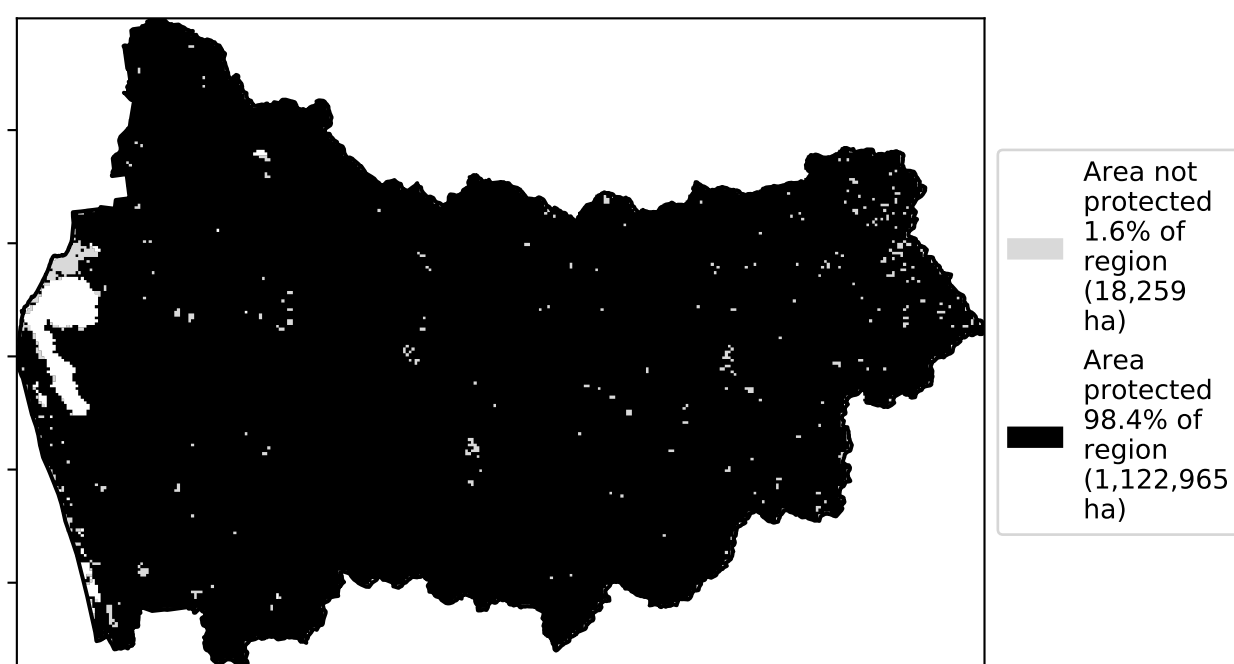 Area not
protected
1.6% of
region
(18,259
ha)
Area
protected
98.4% of
region
(1,122,965
ha)